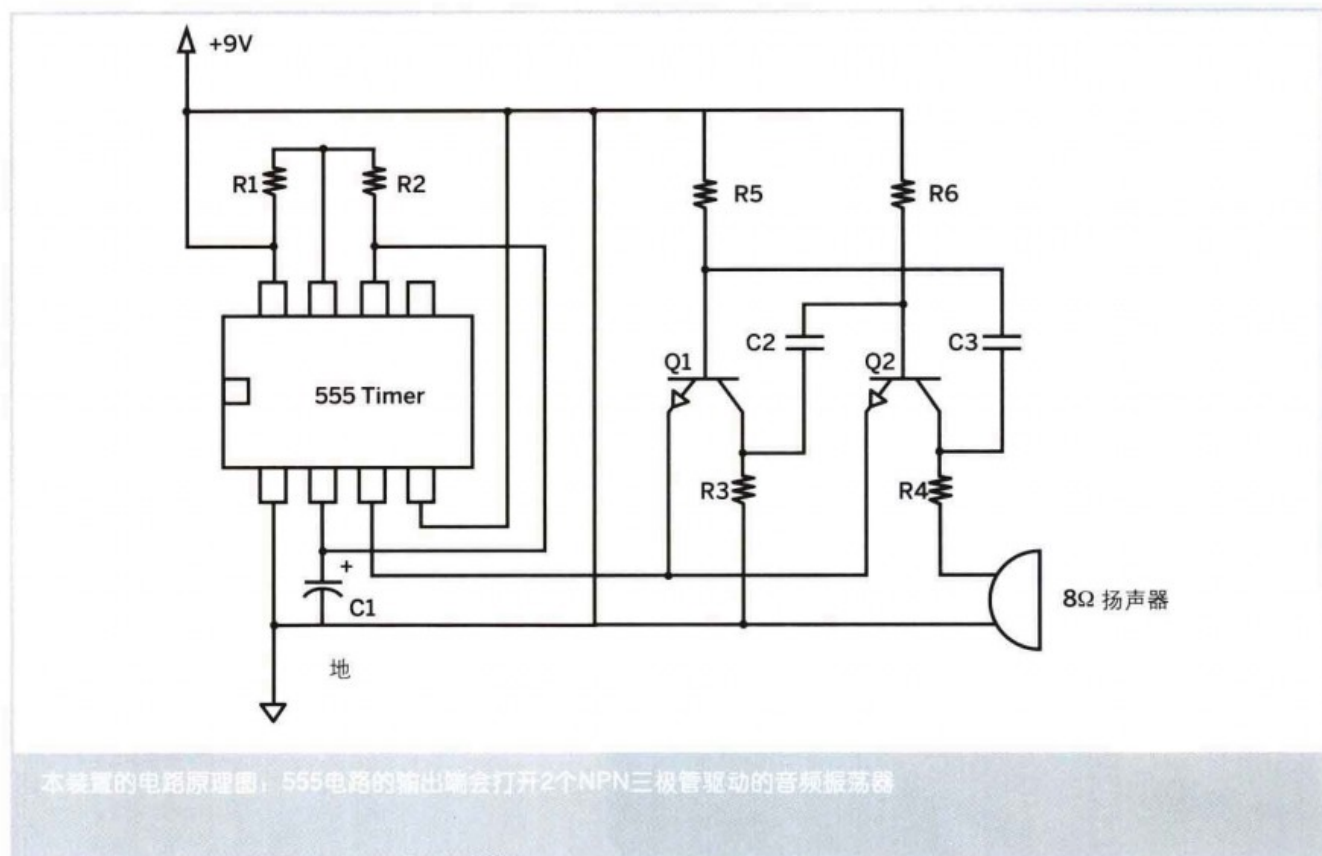 +9V
R1
R2
R5
R6
555 Timer
Q1
C2
Q2
C3
R3
R4
+
C1
8Ω 扬声器
地
本装置的电路原理图：555电路的输出端会打开2个NPN三极管驱动的音频振荡器